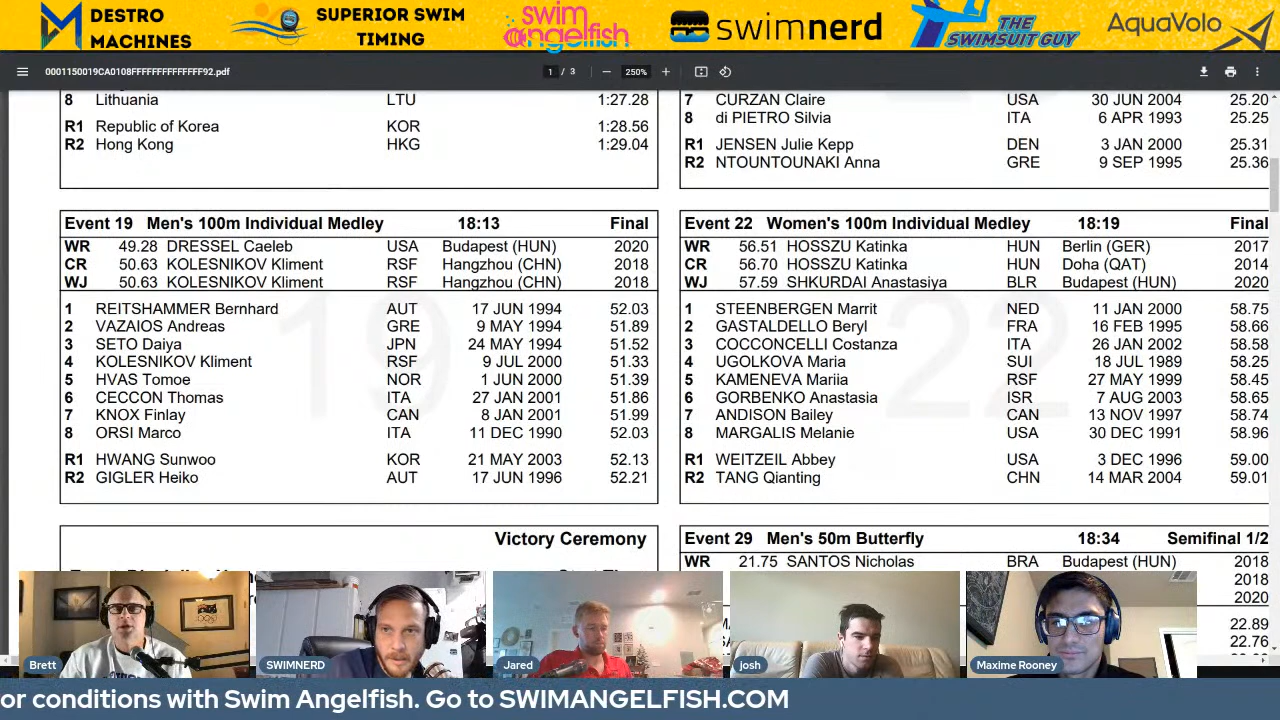 DESTRO
MACHINES
SUPERIOR SWIM
TIMING
swim
angelfish
swimnerd
THE
SWIMSUIT GUY
AquaVolo
0001150019CA0108FFFFFFFFFFFFFF92.pdf
1 / 3
250%
8 Lithuania LTU 1:27.28
R1 Republic of Korea KOR 1:28.56
R2 Hong Kong HKG 1:29.04
7 CURZAN Claire USA 30 JUN 2004 25.20
8 di PIETRO Silvia ITA 6 APR 1993 25.25
R1 JENSEN Julie Kepp DEN 3 JAN 2000 25.31
R2 NTOUNTOUNAKI Anna GRE 9 SEP 1995 25.36
Event 19 Men's 100m Individual Medley 18:13 Final
WR 49.28 DRESSEL Caeleb USA Budapest (HUN) 2020
CR 50.63 KOLESNIKOV Kliment RSF Hangzhou (CHN) 2018
WJ 50.63 KOLESNIKOV Kliment RSF Hangzhou (CHN) 2018
1 REITSHAMMER Bernhard AUT 17 JUN 1994 52.03
2 VAZAIOS Andreas GRE 9 MAY 1994 51.89
3 SETO Daiya JPN 24 MAY 1994 51.52
4 KOLESNIKOV Kliment RSF 9 JUL 2000 51.33
5 HVAS Tomoe NOR 1 JUN 2000 51.39
6 CECCON Thomas ITA 27 JAN 2001 51.86
7 KNOX Finlay CAN 8 JAN 2001 51.99
8 ORSI Marco ITA 11 DEC 1990 52.03
R1 HWANG Sunwoo KOR 21 MAY 2003 52.13
R2 GIGLER Heiko AUT 17 JUN 1996 52.21
19
Event 22 Women's 100m Individual Medley 18:19 Final
WR 56.51 HOSSZU Katinka HUN Berlin (GER) 2017
CR 56.70 HOSSZU Katinka HUN Doha (QAT) 2014
WJ 57.59 SHKURDAI Anastasiya BLR Budapest (HUN) 2020
1 STEENBERGEN Marrit NED 11 JAN 2000 58.75
2 GASTALDELLO Beryl FRA 16 FEB 1995 58.66
3 COCCONCELLI Costanza ITA 26 JAN 2002 58.58
4 UGOLKOVA Maria SUI 18 JUL 1989 58.25
5 KAMENEVA Mariia RSF 27 MAY 1999 58.45
6 GORBENKO Anastasia ISR 7 AUG 2003 58.65
7 ANDISON Bailey CAN 13 NOV 1997 58.74
8 MARGALIS Melanie USA 30 DEC 1991 58.96
R1 WEITZEIL Abbey USA 3 DEC 1996 59.00
R2 TANG Qianting CHN 14 MAR 2004 59.01
22
Victory Ceremony
Event 29 Men's 50m Butterfly 18:34 Semifinal 1/2
WR 21.75 SANTOS Nicholas BRA Budapest (HUN) 2018
2018
2020
22.89
22.76
Brett
SWIMNERD
Jared
josh
Maxime Rooney
or conditions with Swim Angelfish. Go to SWIMANGELFISH.COM